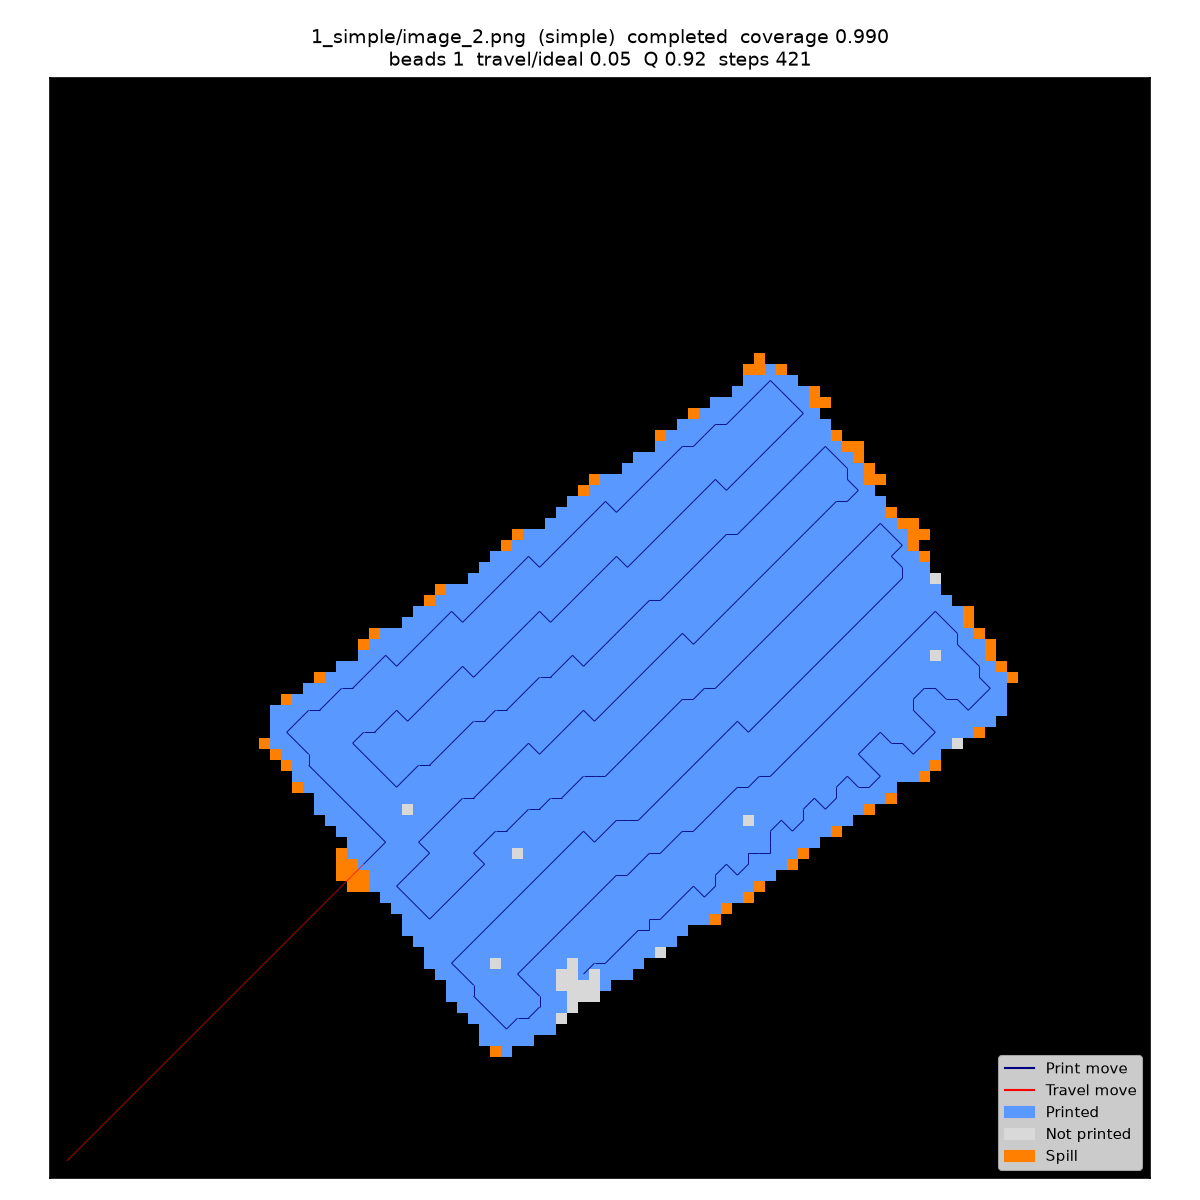 1_simple/image_2.png  (simple)  completed  coverage 0.990
beads 1  travel/ideal 0.05  Q 0.92  steps 421
Print move
Travel move
Printed
Not printed
Spill